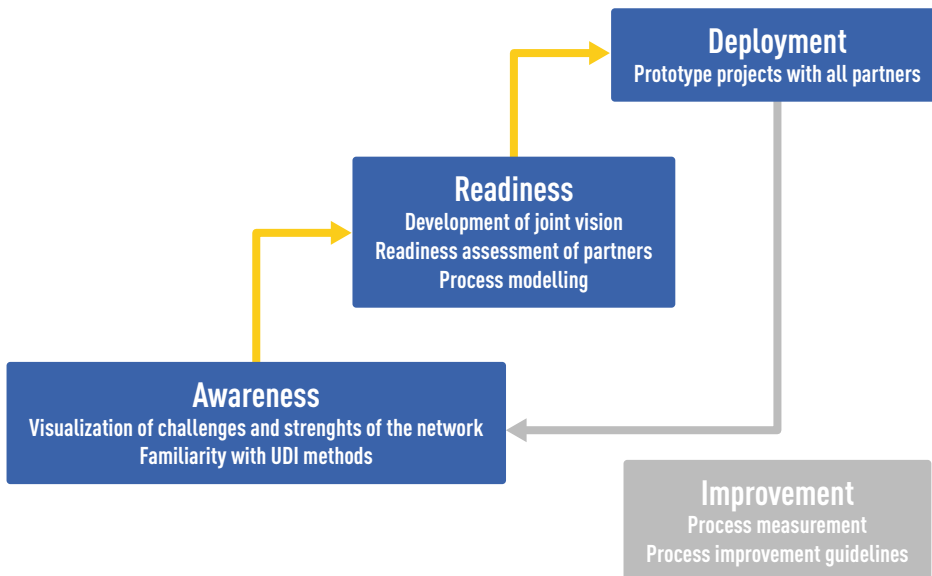 Deployment
Prototype projects with all partners
Readiness
Development of joint vision
Readiness assessment of partners
Process modelling
Awareness
Visualization of challenges and strenghts of the network
Familiarity with UDI methods
Improvement
Process measurement
Process improvement guidelines